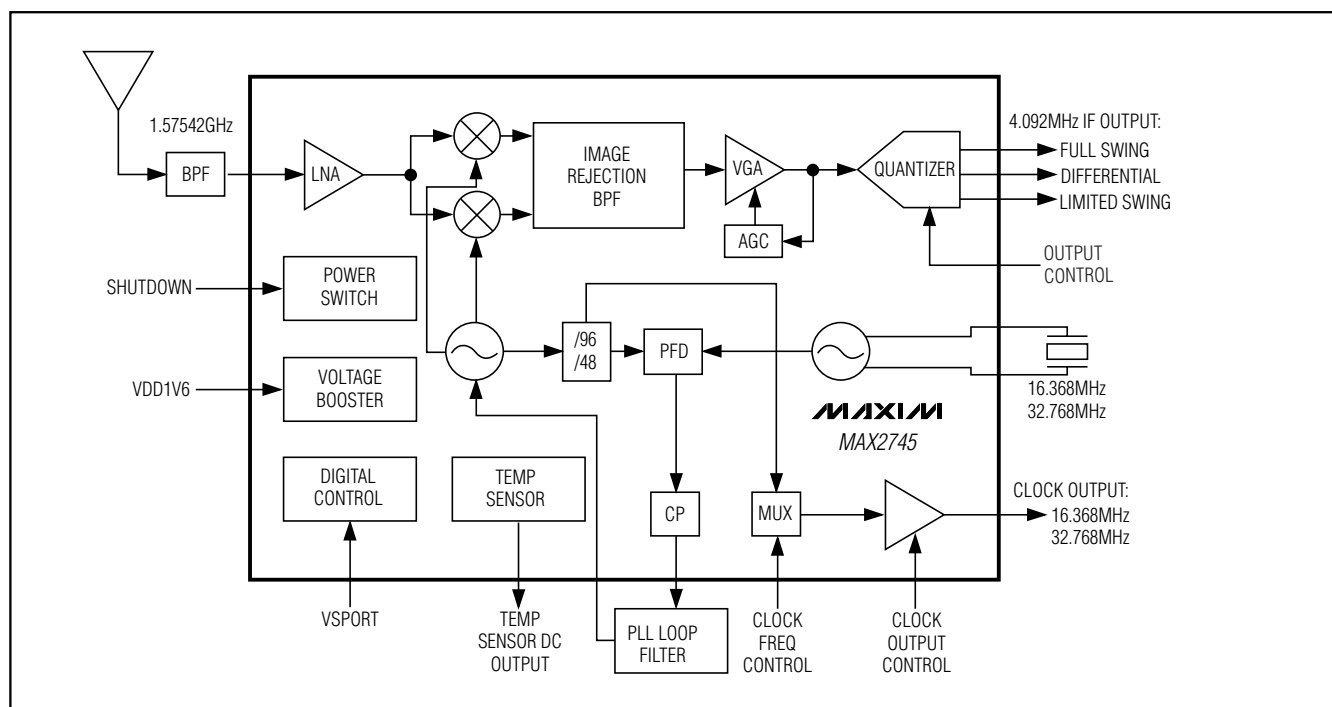 1.57542GHz
BPF
LNA
IMAGE
REJECTION
BPF
VGA
AGC
QUANTIZER
4.092MHz IF OUTPUT:
FULL SWING
DIFFERENTIAL
LIMITED SWING
OUTPUT
CONTROL
SHUTDOWN
POWER
SWITCH
/96
/48
PFD
16.368MHz
32.768MHz
VDD1V6
VOLTAGE
BOOSTER
MAXIM
MAX2745
DIGITAL
CONTROL
TEMP
SENSOR
CP
MUX
CLOCK OUTPUT:
16.368MHz
32.768MHz
VSPORT
TEMP
SENSOR DC
OUTPUT
PLL LOOP
FILTER
CLOCK
FREQ
CONTROL
CLOCK
OUTPUT
CONTROL